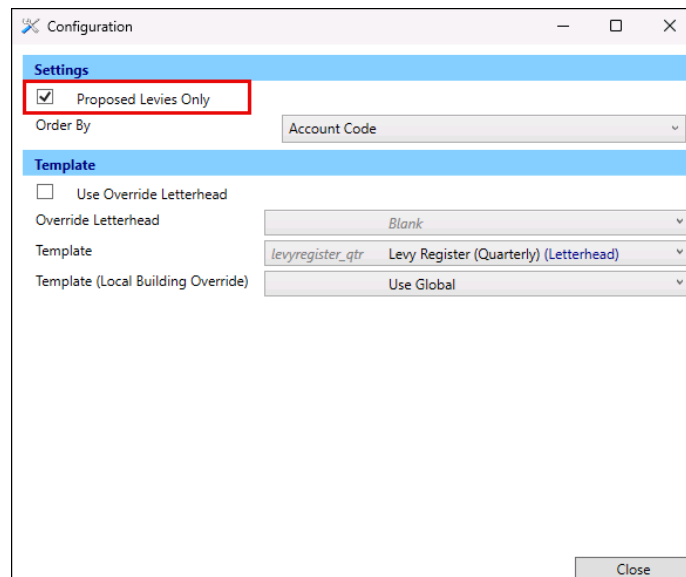 Configuration
Settings
Proposed Levies Only
Order By Account Code
Template
Use Override Letterhead
Override Letterhead Blank
Template levyregister_qtr Levy Register (Quarterly) (Letterhead)
Template (Local Building Override) Use Global
Close